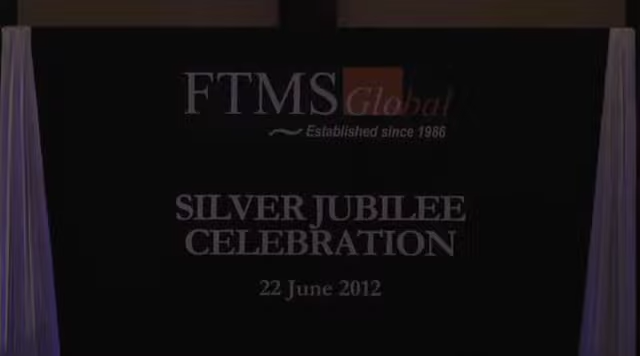 FTMS Global
Established since 1986
SILVER JUBILEE
CELEBRATION
22 June 2012